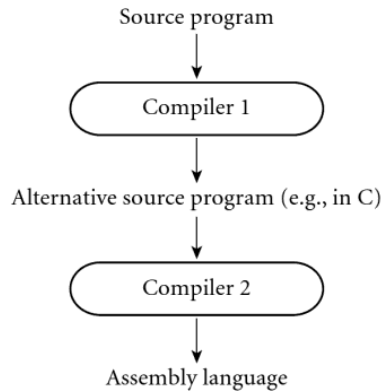 Source program
Compiler 1
Alternative source program (e.g., in C)
Compiler 2
Assembly language